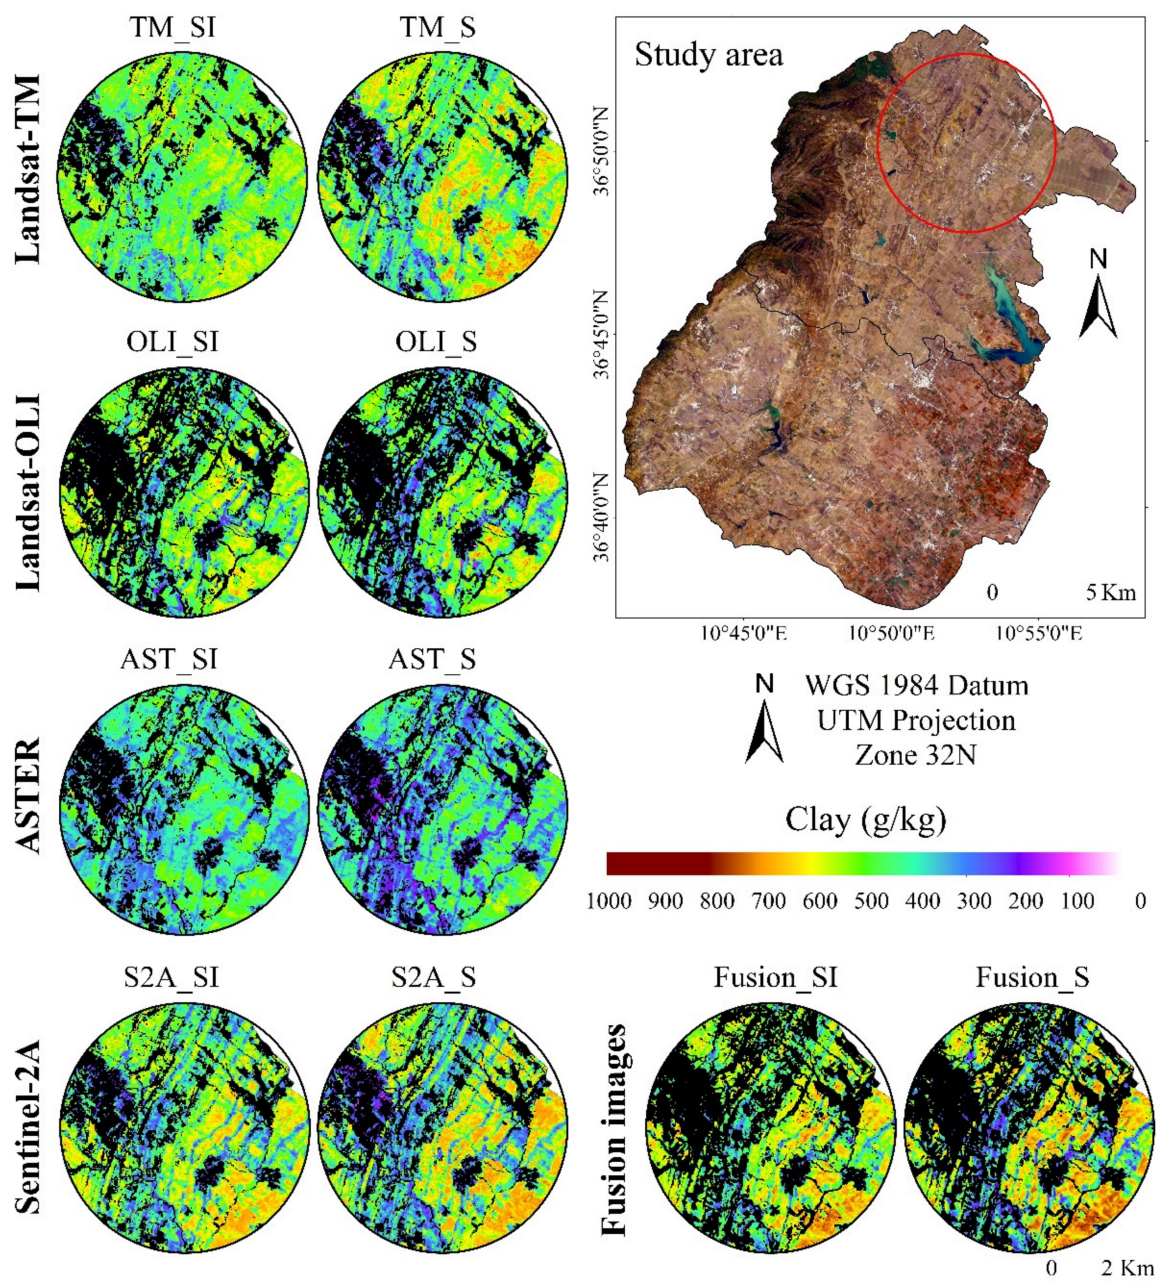 TM_SI
TM_S
Landsat-TM
Study area
36°50'0"N
36°45'0"N
36°40'0"N
N
0 5 Km
10°45'0"E 10°50'0"E 10°55'0"E
OLI_SI
OLI_S
Landsat-OLI
AST_SI
AST_S
ASTER
N
WGS 1984 Datum
UTM Projection
Zone 32N
Clay (g/kg)
1000 900 800 700 600 500 400 300 200 100 0
S2A_SI
S2A_S
Sentinel-2A
Fusion_SI
Fusion_S
Fusion images
0 2 Km